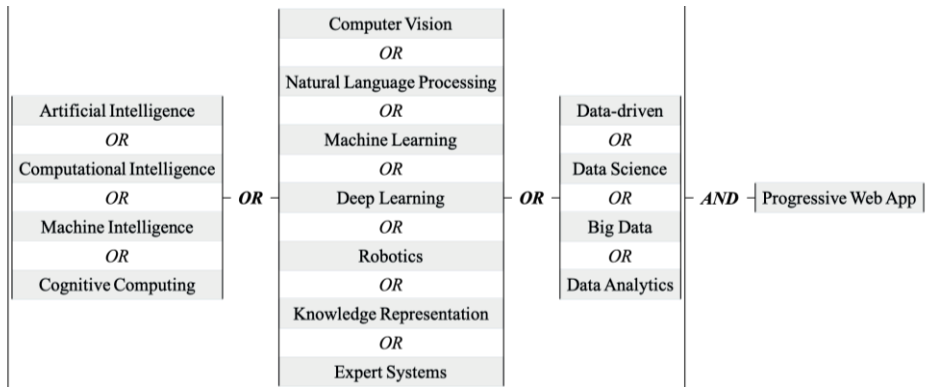 Artificial Intelligence
OR
Computational Intelligence
OR
Machine Intelligence
OR
Cognitive Computing
OR
Computer Vision
OR
Natural Language Processing
OR
Machine Learning
OR
Deep Learning
OR
Robotics
OR
Knowledge Representation
OR
Expert Systems
OR
Data-driven
OR
Data Science
OR
Big Data
OR
Data Analytics
AND
Progressive Web App